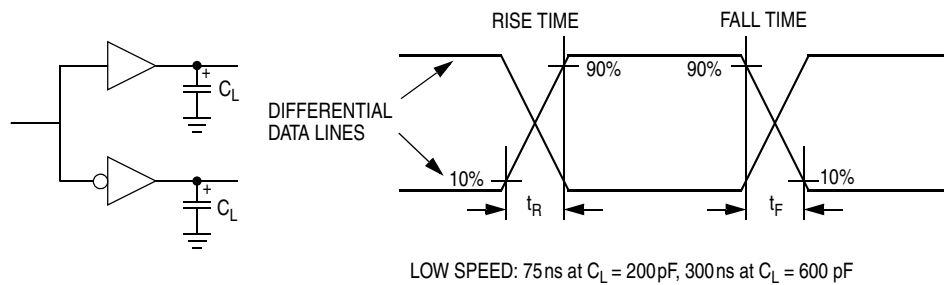 RISE TIME
FALL TIME
+
C_L
90%
90%
DIFFERENTIAL
DATA LINES
10%
10%
+
C_L
t_R
t_F
LOW SPEED: 75ns at C_L = 200pF, 300ns at C_L = 600 pF